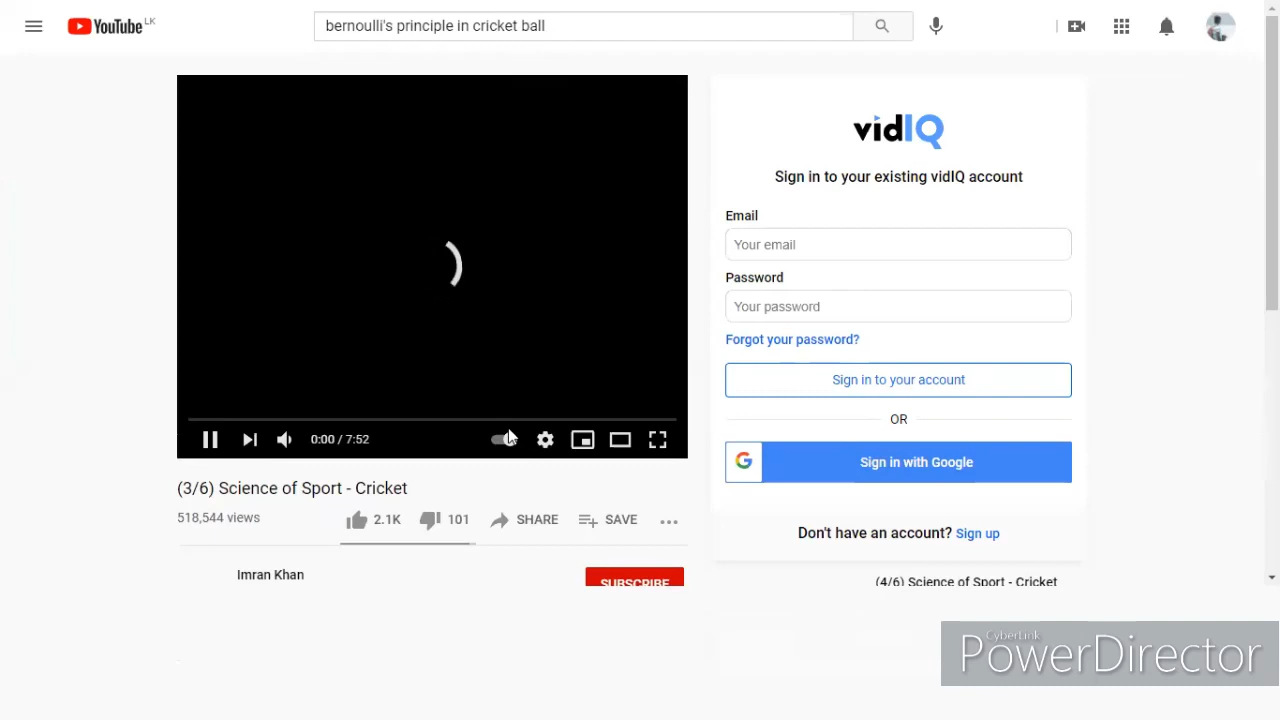 YouTube LK
bernoulli's principle in cricket ball
vidIQ
Sign in to your existing vidIQ account
Email
Your email
Password
Your password
Forgot your password?
Sign in to your account
OR
Sign in with Google
Don't have an account? Sign up
0:00 / 7:52
(3/6) Science of Sport - Cricket
518,544 views
2.1K
101
SHARE
SAVE
Imran Khan
SUBSCRIBE
(4/6) Science of Sport - Cricket
CyberLink
PowerDirector